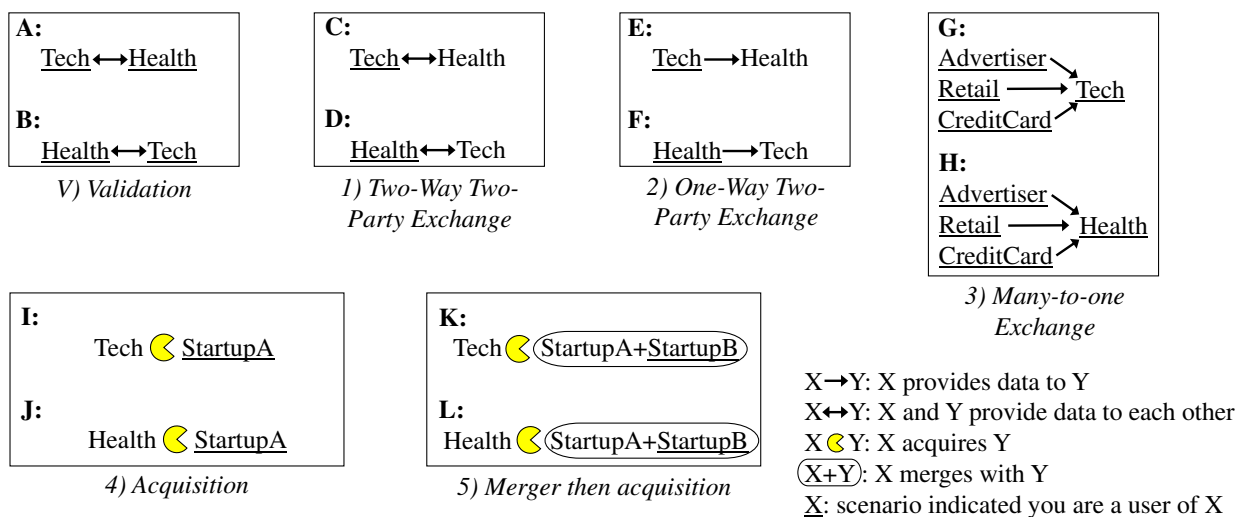 A:
Tech↔Health
B:
Health↔Tech
V) Validation
C:
Tech↔Health
D:
Health↔Tech
1) Two-Way Two-
Party Exchange
E:
Tech→Health
F:
Health→Tech
2) One-Way Two-
Party Exchange
G:
Advertiser
Retail → Tech
CreditCard
H:
Advertiser
Retail → Health
CreditCard
3) Many-to-one
Exchange
I:
Tech StartupA
J:
Health StartupA
4) Acquisition
K:
Tech StartupA+StartupB
L:
Health StartupA+StartupB
5) Merger then acquisition
X→Y: X provides data to Y
X↔Y: X and Y provide data to each other
X Y: X acquires Y
X+Y: X merges with Y
X: scenario indicated you are a user of X